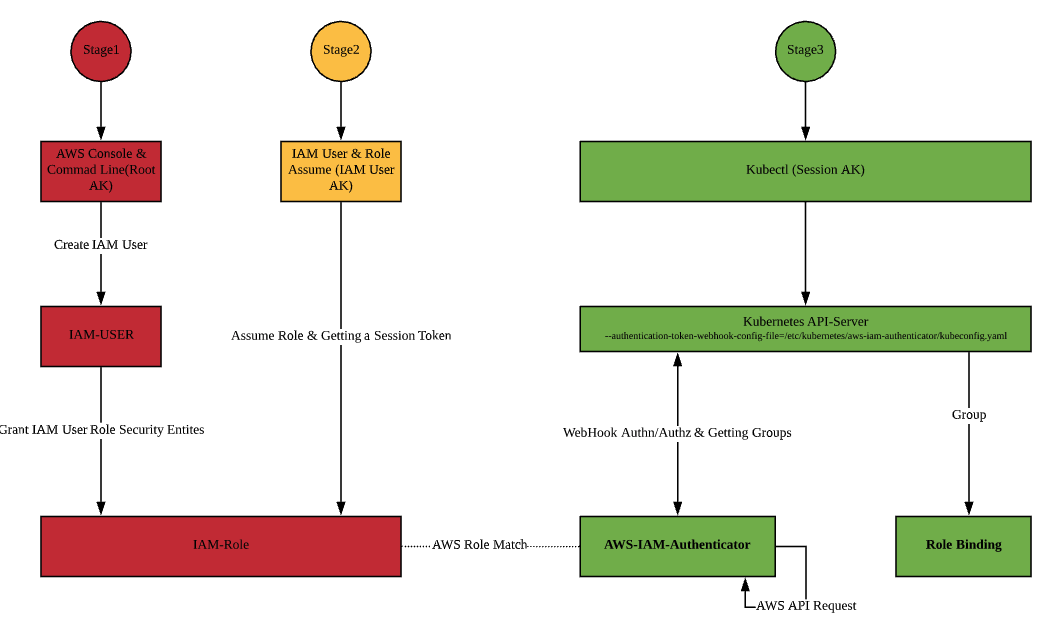 Stage1
Stage2
Stage3
AWS Console &
Commad Line(Root
AK)
IAM User & Role
Assume (IAM User
AK)
Kubectl (Session AK)
Create IAM User
IAM-USER
Assume Role & Getting a Session Token
Kubernetes API-Server
--authentication-token-webhook-config-file=/etc/kubernetes/aws-iam-authenticator/kubeconfig.yaml
Grant IAM User Role Security Entites
WebHook Authn/Authz & Getting Groups
Group
IAM-Role
AWS Role Match
AWS-IAM-Authenticator
Role Binding
AWS API Request